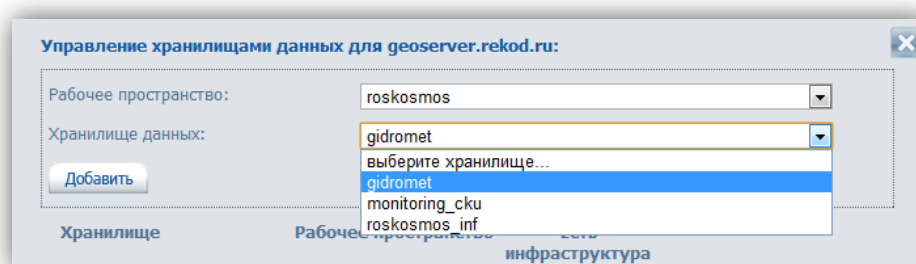 Управление хранилищами данных для geoserver.rekod.ru:
Рабочее пространство:
roskosmos
Хранилище данных:
gidromet
выберите хранилище...
gidromet
monitoring_cku
roskosmos_inf
Добавить
Хранилище
инфраструктура